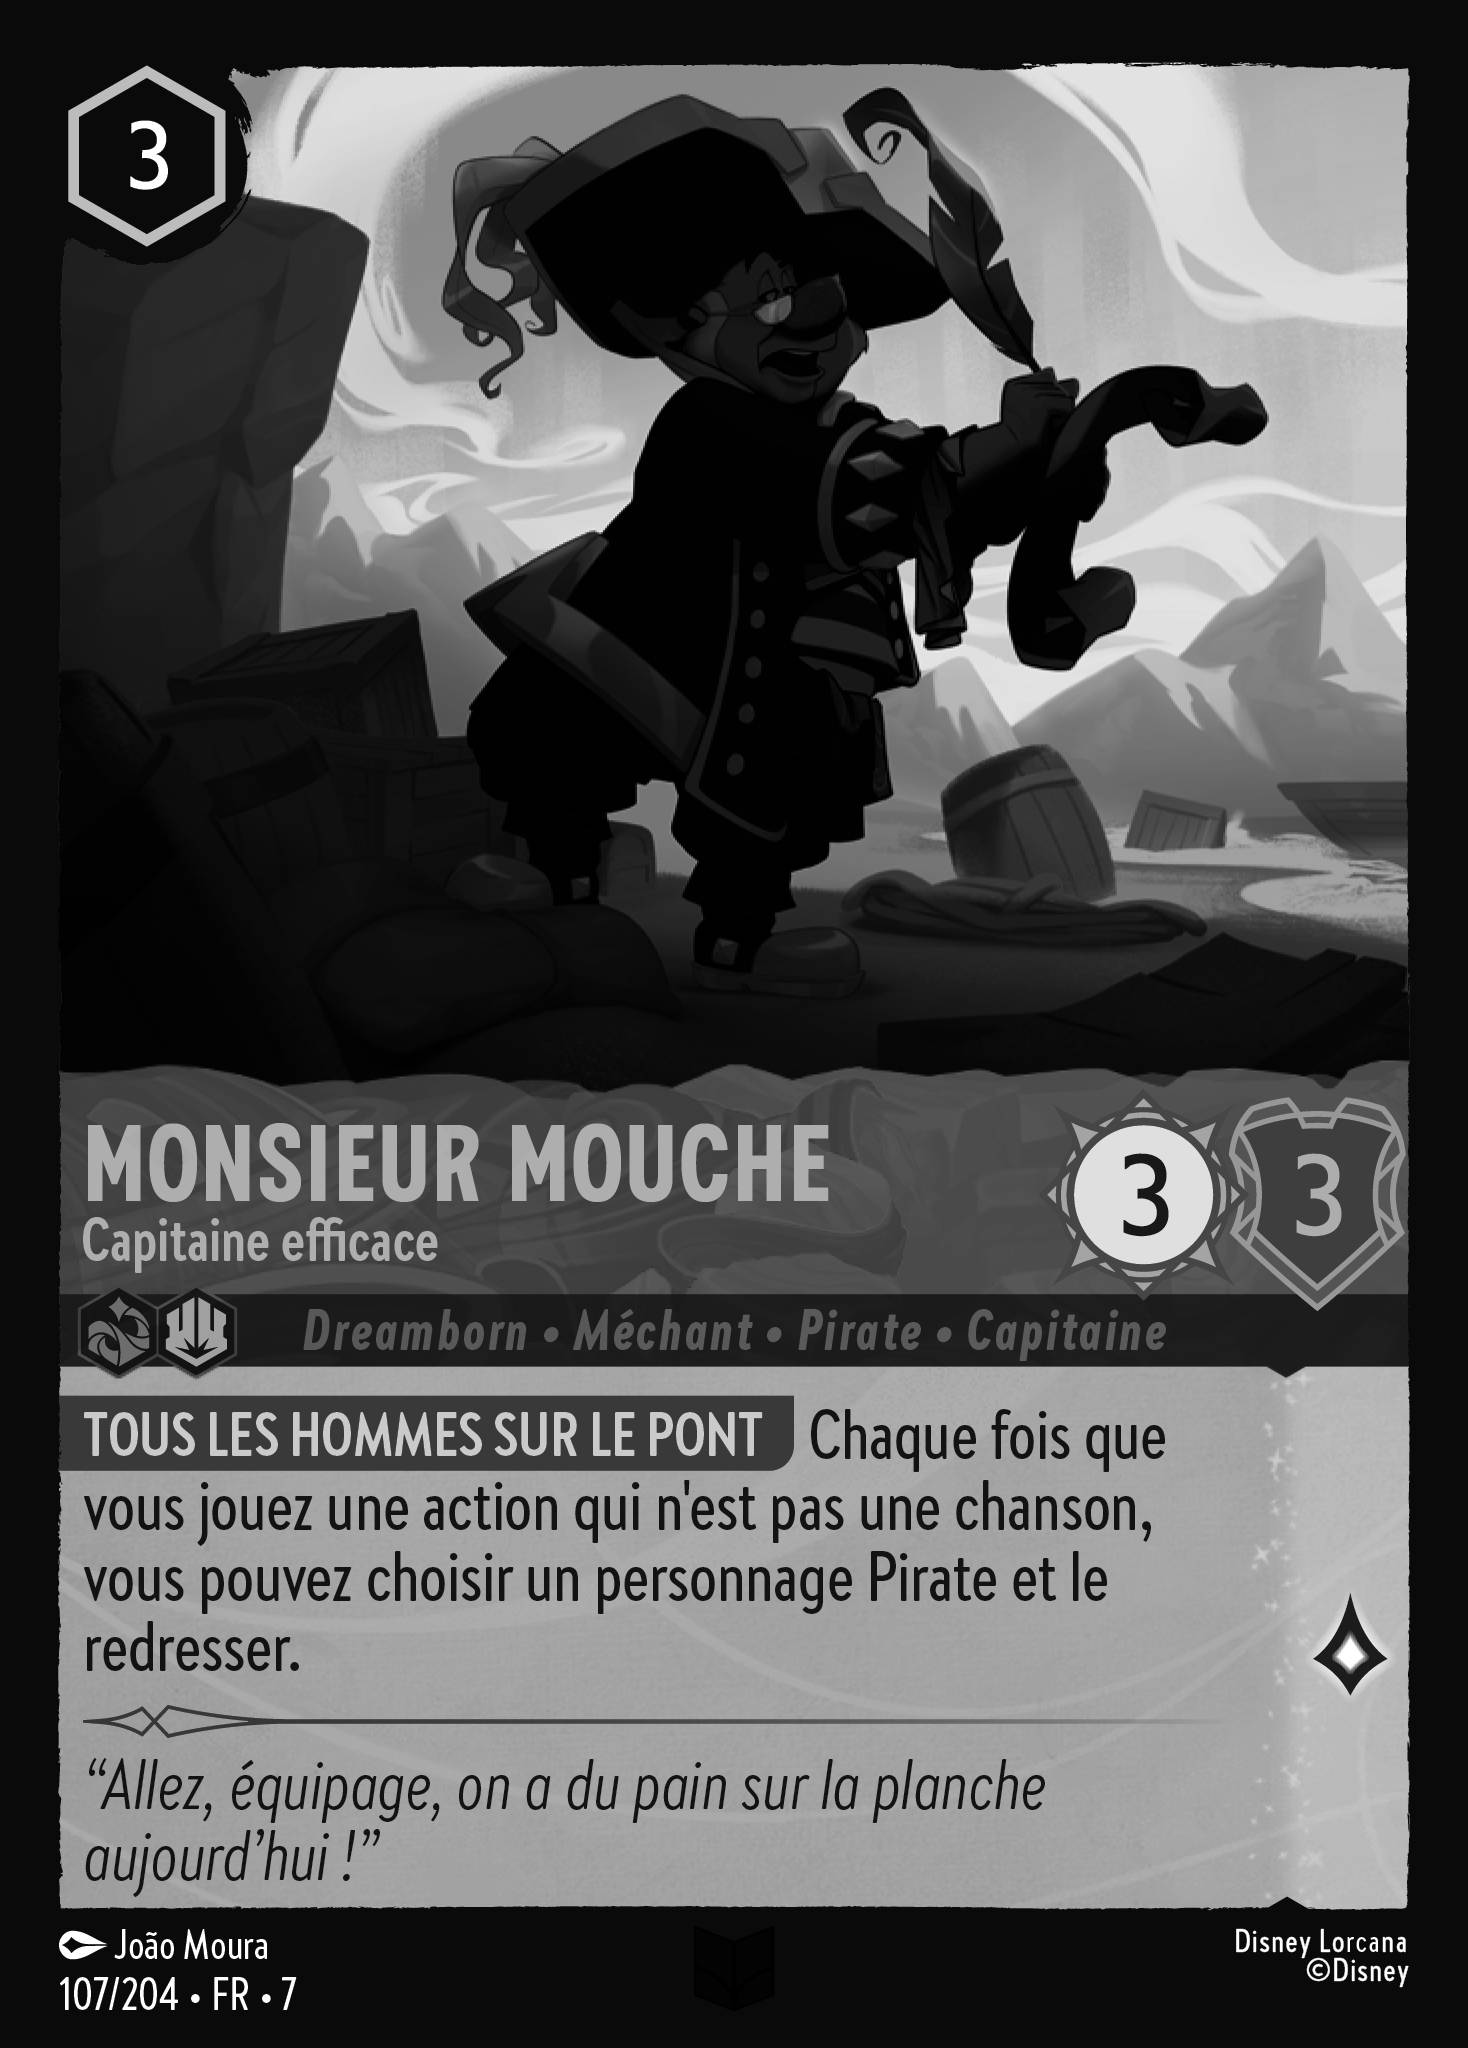 3
MONSIEUR MOUCHE
Capitaine efficace
3 3
Dreamborn • Méchant • Pirate • Capitaine
TOUS LES HOMMES SUR LE PONT Chaque fois que
vous jouez une action qui n'est pas une chanson,
vous pouvez choisir un personnage Pirate et le
redresser.
“Allez, équipage, on a du pain sur la planche
aujourd’hui !”
João Moura
107/204 • FR • 7
Disney Lorcana
©Disney